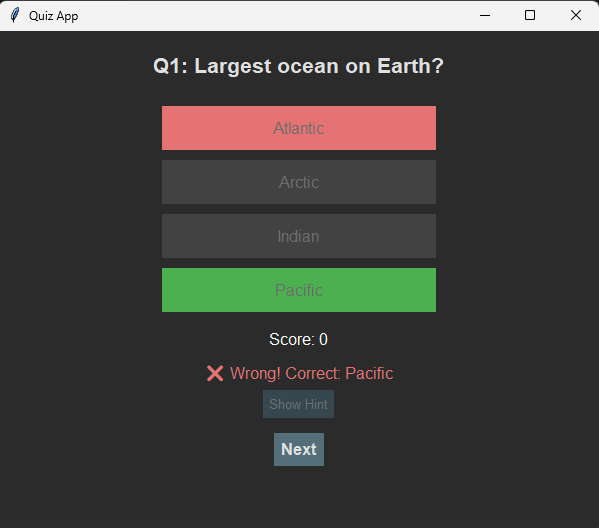 Quiz App
Q1: Largest ocean on Earth?
Atlantic
Arctic
Indian
Pacific
Score: 0
❌ Wrong! Correct: Pacific
Show Hint
Next